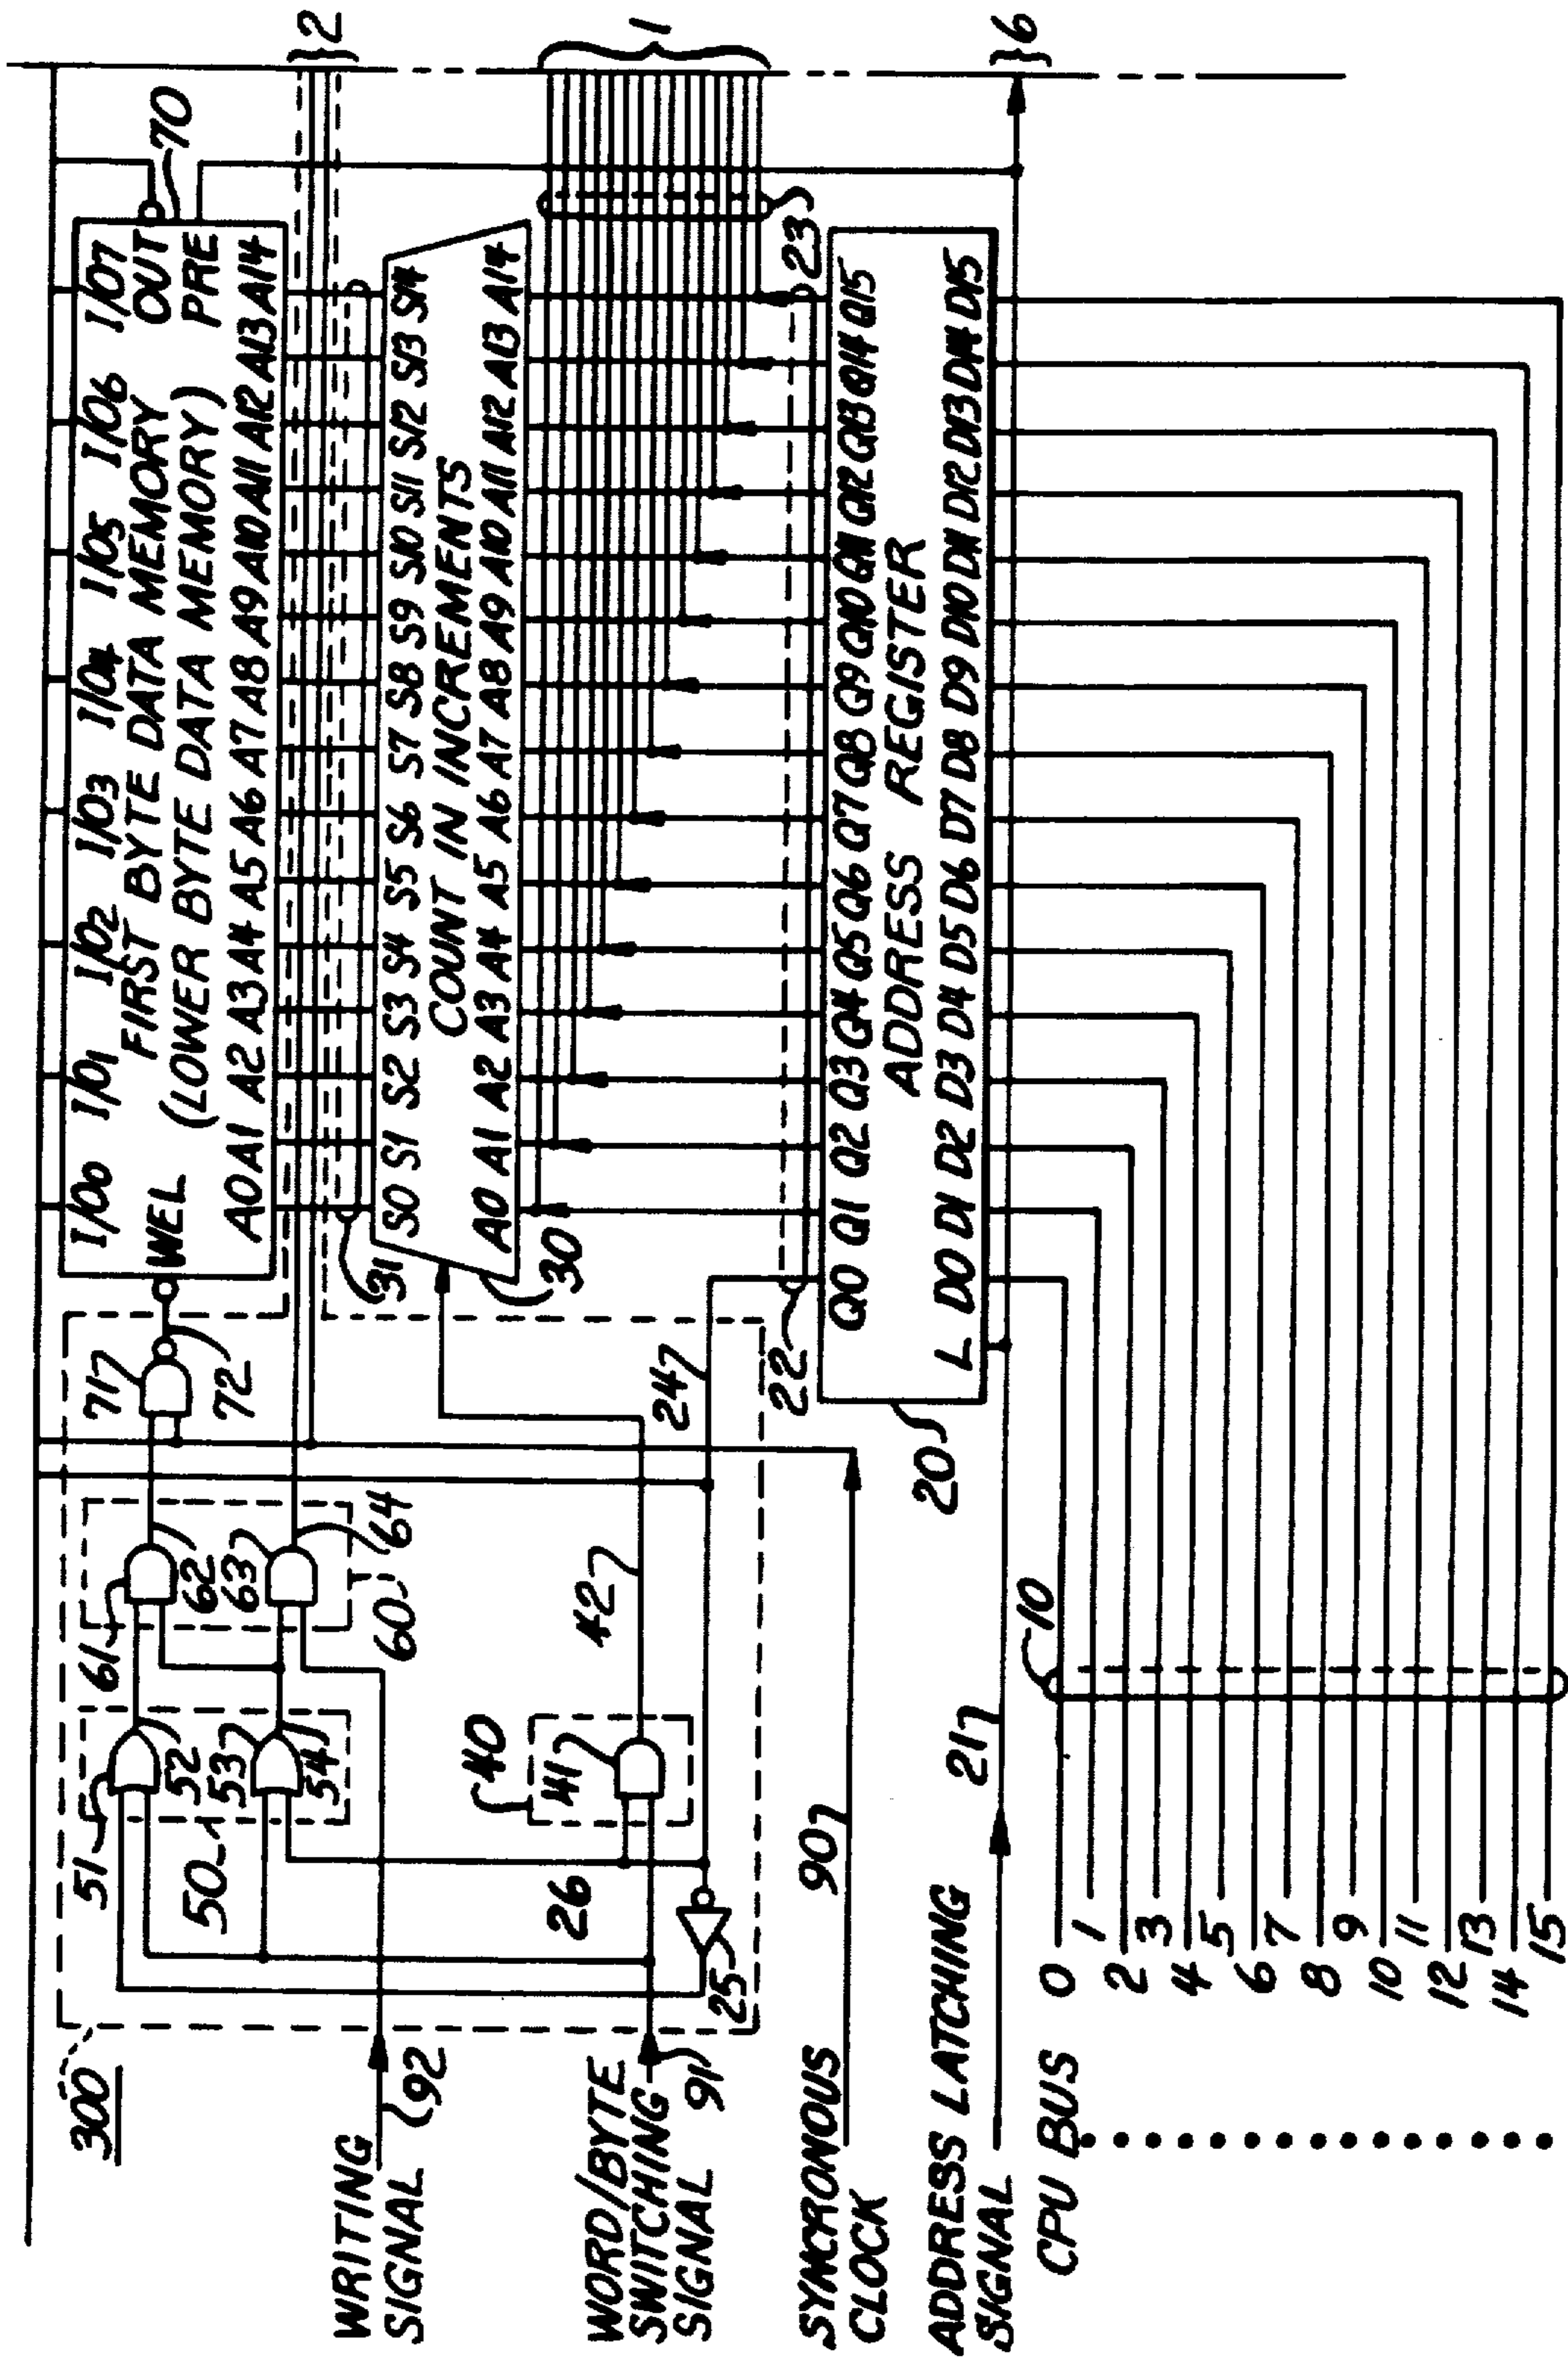 300
WRITING
SIGNAL
92
WORD/BYTE
SWITCHING
SIGNAL
91
SYNCRONOUS
CLOCK
90
ADDRESS LATCHING
SIGNAL
21
CPU BUS
0
1
2
3
4
5
6
7
8
9
10
11
12
13
14
15
10
51
52
50
53
54
61
62
63
64
60
71
72
40
41
42
26
25
24
I/O0 I/O1 I/O2 I/O3 I/O4 I/O5 I/O6 I/O7
WEL
FIRST BYTE DATA MEMORY
(LOWER BYTE DATA MEMORY)
OUT
PRE
70
A0 A1 A2 A3 A4 A5 A6 A7 A8 A9 A10 A11 A12 A13 A14
2
31
S0 S1 S2 S3 S4 S5 S6 S7 S8 S9 S10 S11 S12 S13 S14
COUNT IN INCREMENTS
A0 A1 A2 A3 A4 A5 A6 A7 A8 A9 A10 A11 A12 A13 A14
30
1
22
23
Q0 Q1 Q2 Q3 Q4 Q5 Q6 Q7 Q8 Q9 Q10 Q11 Q12 Q13 Q14 Q15
ADDRESS REGISTER
L D0 D1 D2 D3 D4 D5 D6 D7 D8 D9 D10 D11 D12 D13 D14 D15
20
6